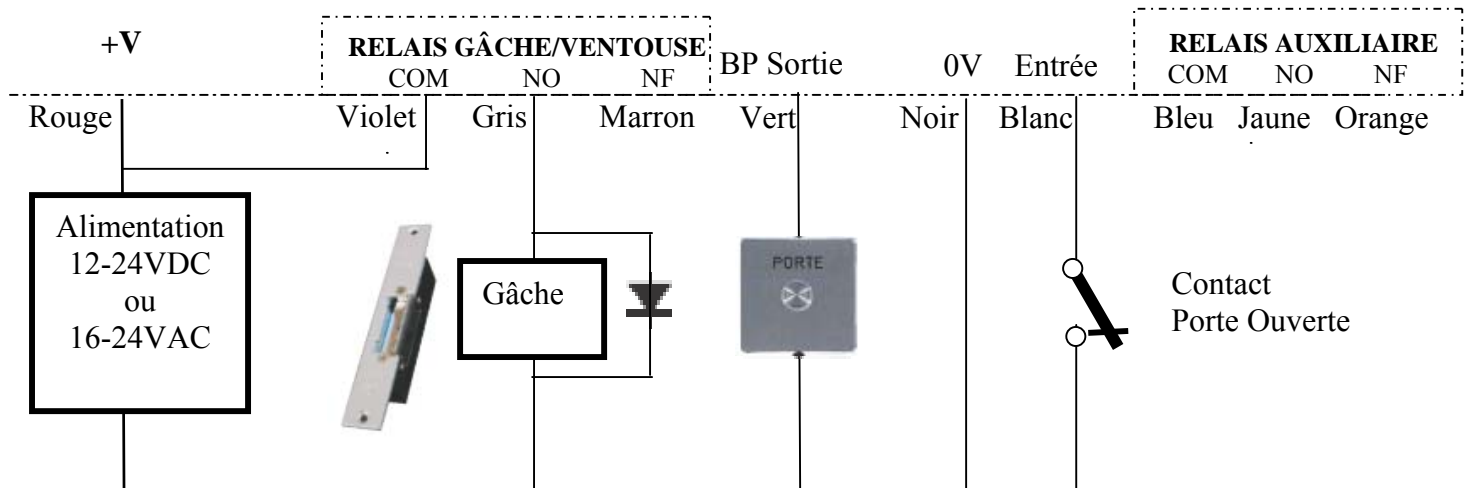 +V
RELAIS GÂCHE/VENTOUSE
COM NO NF
BP Sortie
0V Entrée
RELAIS AUXILIAIRE
COM NO NF
Rouge Violet Gris Marron Vert Noir Blanc Bleu Jaune Orange
Alimentation
12-24VDC
ou
16-24VAC
Gâche
PORTE
Contact
Porte Ouverte